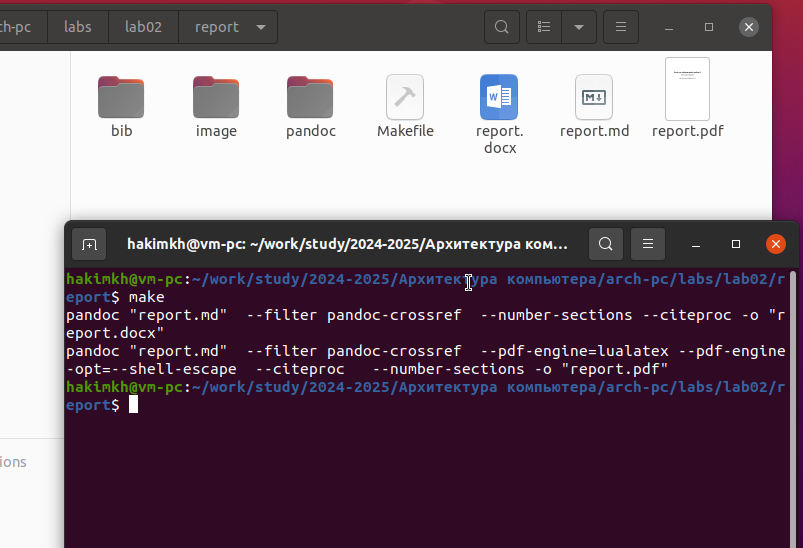 ch-pc labs lab02 report
bib image pandoc Makefile report. report.md report.pdf
docx
hakimkh@vm-pc: ~/work/study/2024-2025/Архитектура ком...
hakimkh@vm-pc:~/work/study/2024-2025/Архитектура компьютера/arch-pc/labs/lab02/r
eport$ make
pandoc "report.md"  --filter pandoc-crossref  --number-sections --citeproc -o "r
eport.docx"
pandoc "report.md"  --filter pandoc-crossref  --pdf-engine=lualatex --pdf-engine
-opt=--shell-escape  --citeproc   --number-sections -o "report.pdf"
hakimkh@vm-pc:~/work/study/2024-2025/Архитектура компьютера/arch-pc/labs/lab02/r
eport$
ions